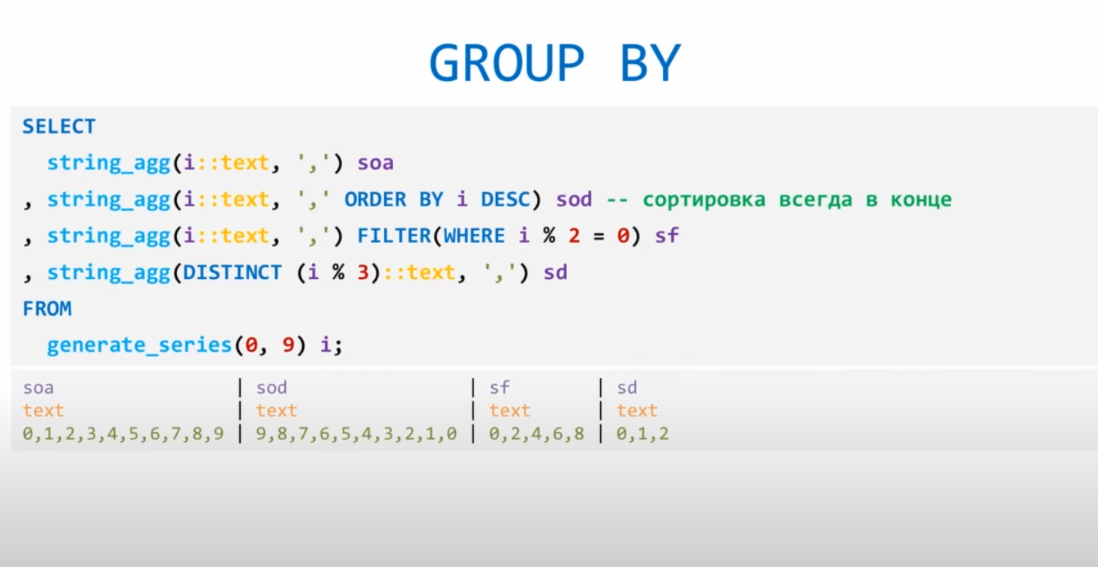 GROUP BY
SELECT
string_agg(i::text, ',') soa
, string_agg(i::text, ',' ORDER BY i DESC) sod -- сортировка всегда в конце
, string_agg(i::text, ',') FILTER(WHERE i % 2 = 0) sf
, string_agg(DISTINCT (i % 3)::text, ',') sd
FROM
generate_series(0, 9) i;
soa | sod | sf | sd
text | text | text | text
0,1,2,3,4,5,6,7,8,9 | 9,8,7,6,5,4,3,2,1,0 | 0,2,4,6,8 | 0,1,2